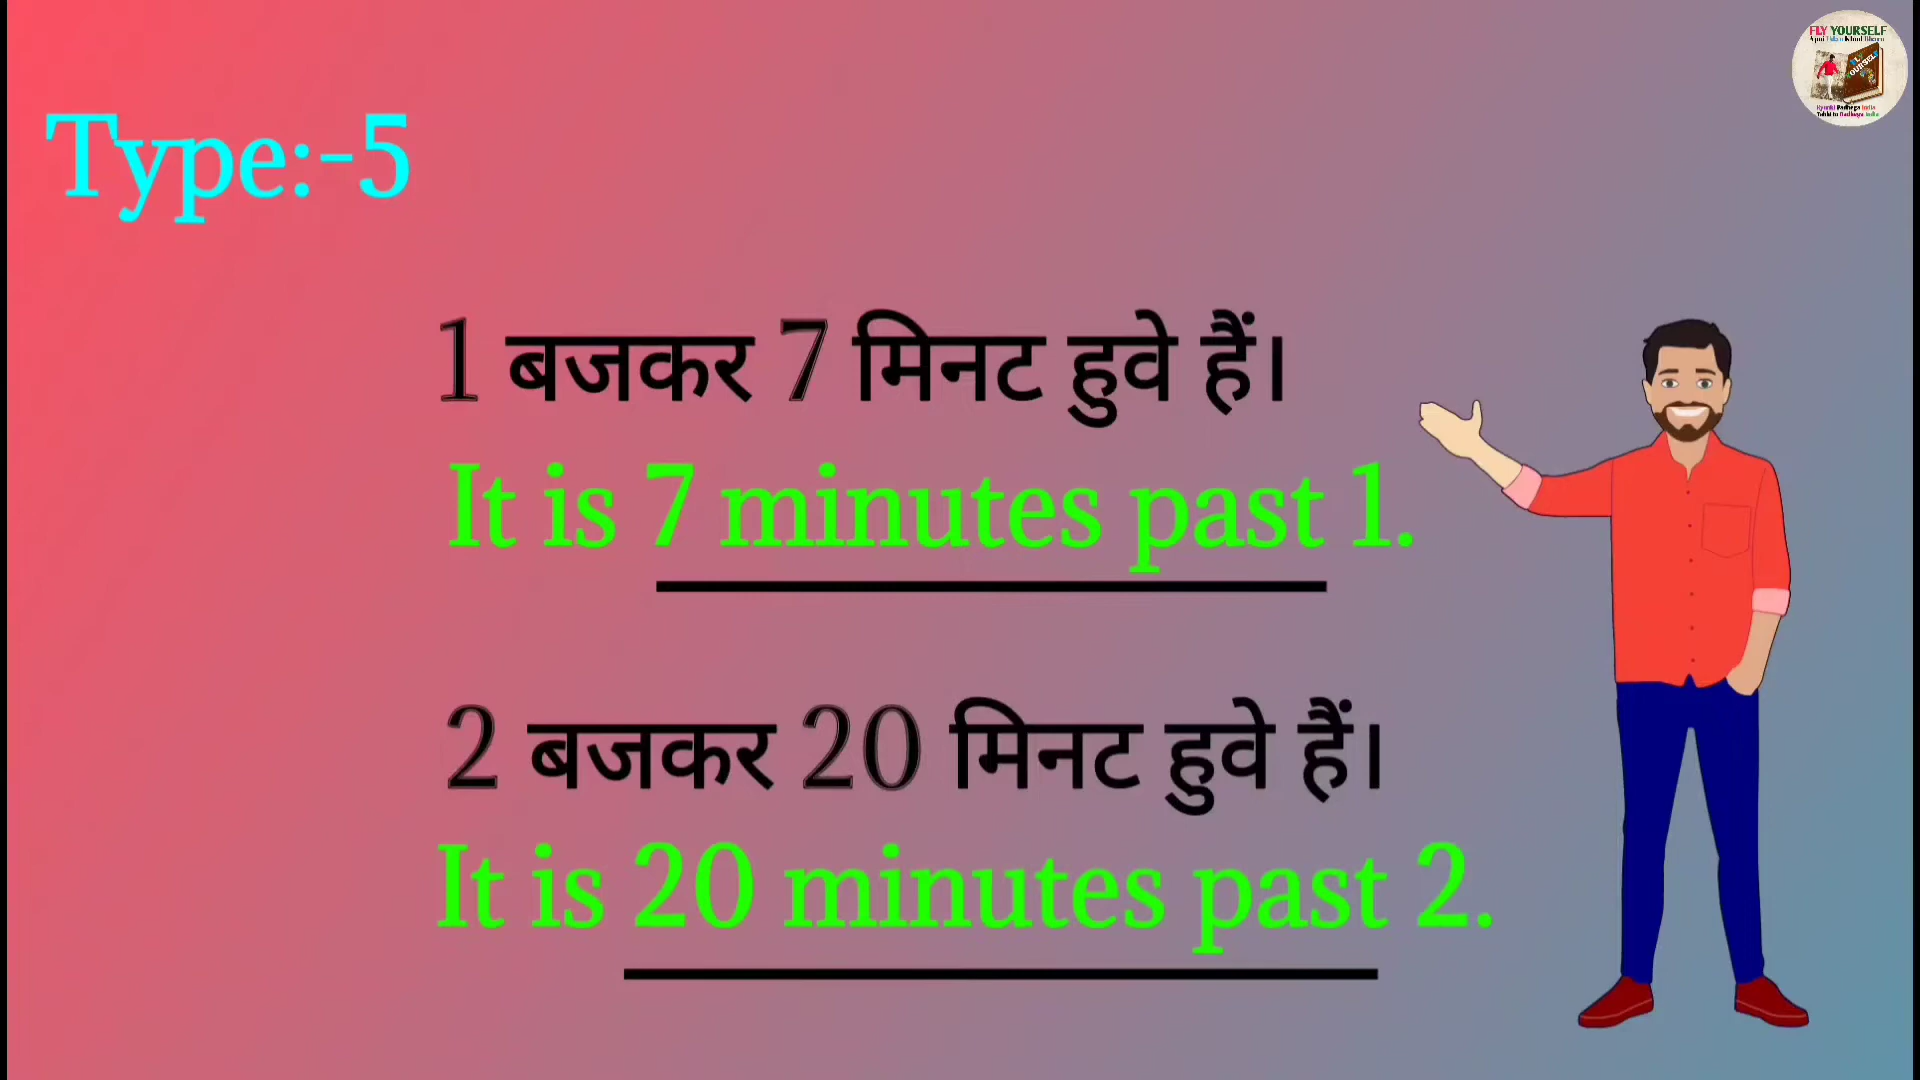 FLY YOURSELF
Type:-5
1 बजकर 7 मिनट हुवे हैं।
It is 7 minutes past 1.
2 बजकर 20 मिनट हुवे हैं।
It is 20 minutes past 2.